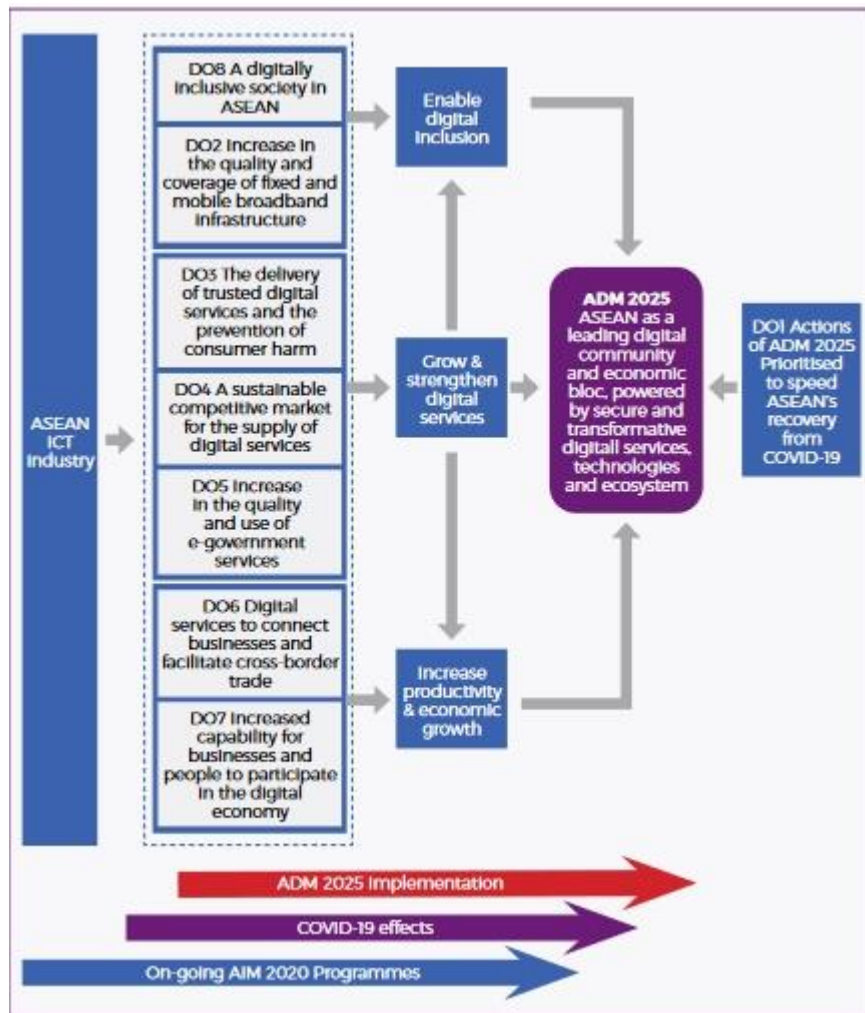 ASEAN
ICT
Industry
DO8 A digitally
inclusive society in
ASEAN
DO2 Increase in
the quality and
coverage of fixed and
mobile broadband
infrastructure
DO3 The delivery
of trusted digital
services and the
prevention of
consumer harm
DO4 A sustainable
competitive market
for the supply of
digital services
DO5 Increase
in the quality
and use of
e-government
services
DO6 Digital
services to connect
businesses and
facilitate cross-border
trade
DO7 Increased
capability for
businesses and
people to participate
in the digital
economy
Enable
digital
inclusion
Grow &
strengthen
digital
services
Increase
productivity
& economic
growth
ADM 2025
ASEAN as a
leading digital
community
and economic
bloc, powered
by secure and
transformative
digitall services,
technologies
and ecosystem
DO1 Actions
of ADM 2025
Prioritised
to speed
ASEAN's
recovery
from
COVID-19
ADM 2025 Implementation
COVID-19 effects
On-going AIM 2020 Programmes